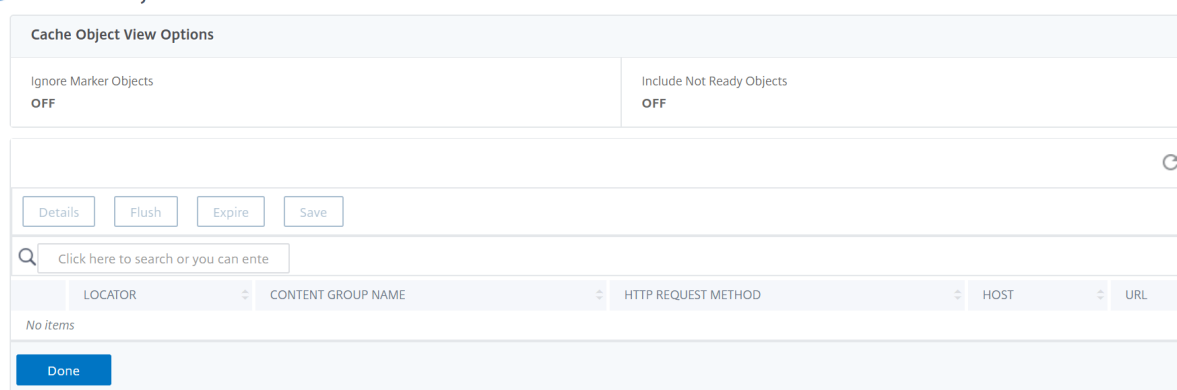 Cache Object View Options
Ignore Marker Objects
Include Not Ready Objects
OFF
OFF
Details
Flush
Expire
Save
Click here to search or you can ente
LOCATOR
CONTENT GROUP NAME
HTTP REQUEST METHOD
HOST
URL
No items
Done